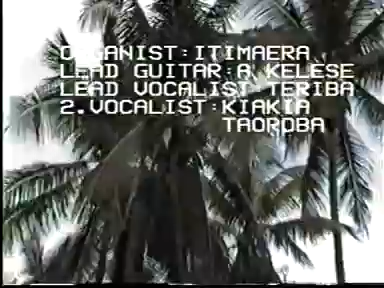 ORGANIST:ITIMAERA
LEAD GUITAR:A KELESE
LEAD VOCALIST:TERIBA
2.VOCALIST:KIAKIA
TAOROBA